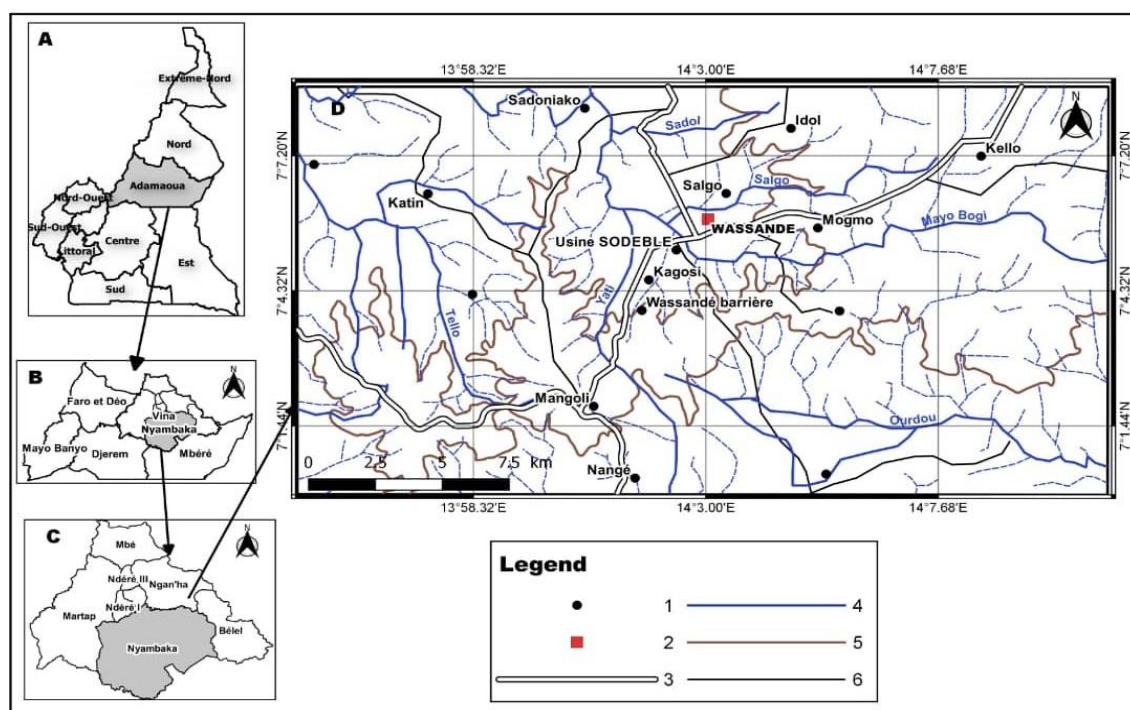 A
Extrême-Nord
Nord
Adamaoua
Nord-Ouest
Sud-Ouest
Littoral
Centre
Est
Sud
B
N
Faro et Déo
Vina
Nyambaka
Mayo Banyo
Djerem
Mbéré
C
N
Mbé
Ndéré III
Ngan'ha
Ndéré I
Martap
Bélel
Nyambaka
13°58.32'E
14°3.00'E
14°7.68'E
D
N
Sadoniako
Sadol
Idol
Kello
7°7.20'N
7°7.20'N
Katin
Salgo
Salgo
WASSANDE
Mogmo
Mayo Bogi
Usine SODEBLE
Kagosi
7°4.32'N
7°4.32'N
Yati
Wassandé barrière
Tello
Mangoli
Ourdou
7°1.44'N
7°1.44'N
0 2.5 5 7.5 km
Nangé
13°58.32'E
14°3.00'E
14°7.68'E
Legend
1 4
2 5
3 6